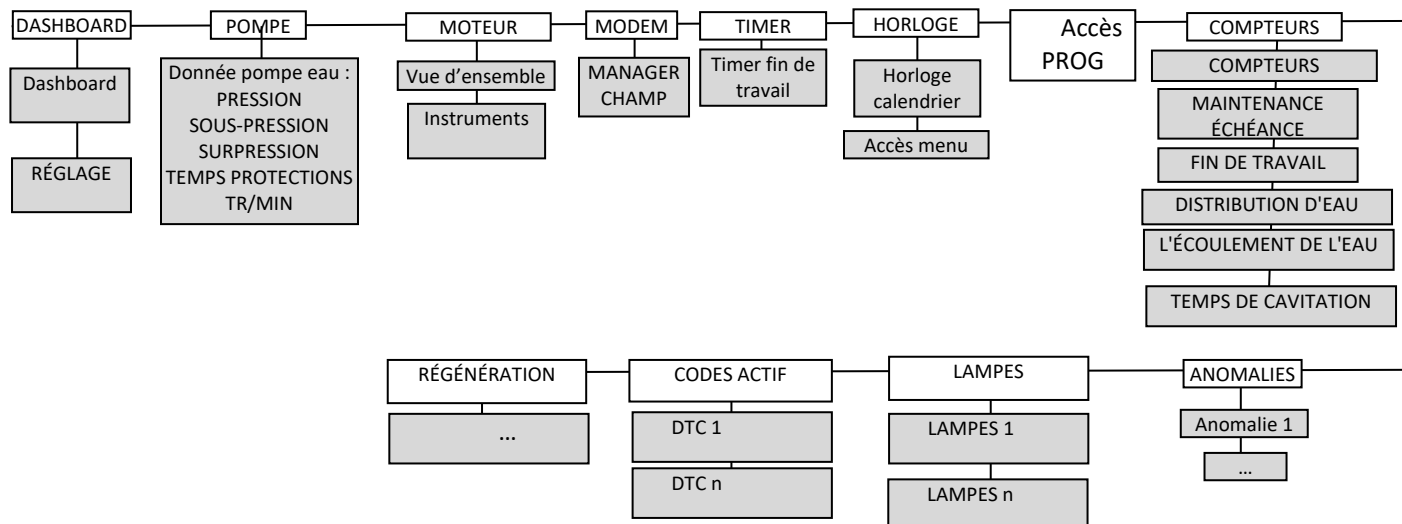 DASHBOARD
POMPE
MOTEUR
MODEM
TIMER
HORLOGE
Accès
PROG
COMPTEURS
Dashboard
RÉGLAGE
Donnée pompe eau :
PRESSION
SOUS-PRESSION
SURPRESSION
TEMPS PROTECTIONS
TR/MIN
Vue d’ensemble
Instruments
MANAGER
CHAMP
Timer fin de
travail
Horloge
calendrier
Accès menu
COMPTEURS
MAINTENANCE
ÉCHÉANCE
FIN DE TRAVAIL
DISTRIBUTION D'EAU
L'ÉCOULEMENT DE L'EAU
TEMPS DE CAVITATION
RÉGÉNÉRATION
CODES ACTIF
LAMPES
ANOMALIES
...
DTC 1
DTC n
LAMPES 1
LAMPES n
Anomalie 1
...